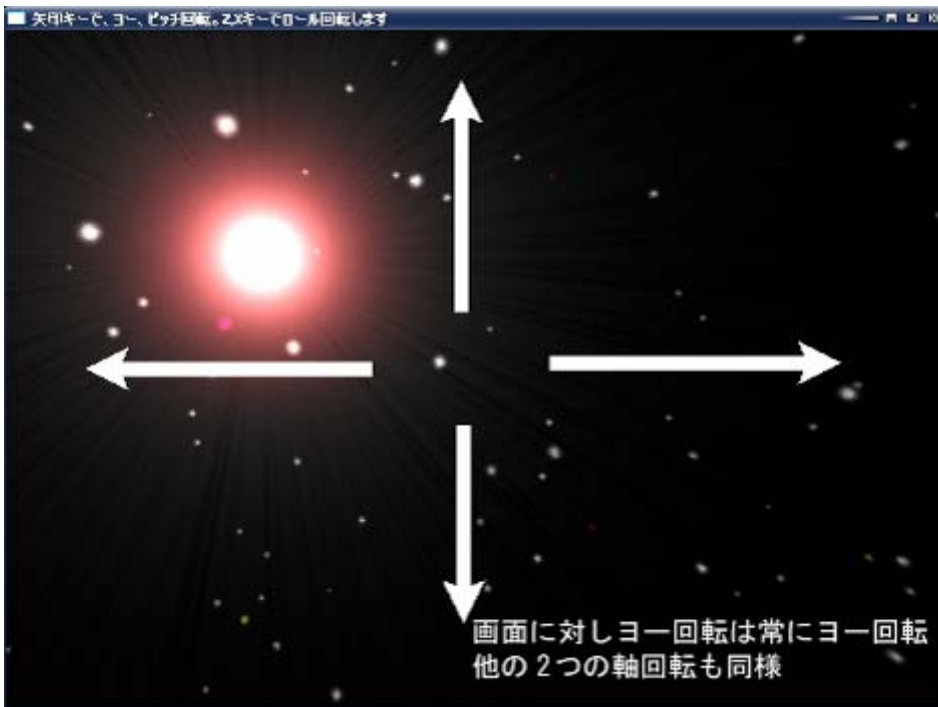 矢印キーで、ヨー、ピッチ回転。Z,Xキーでロール回転します
画面に対しヨー回転は常にヨー回転
他の2つの軸回転も同様